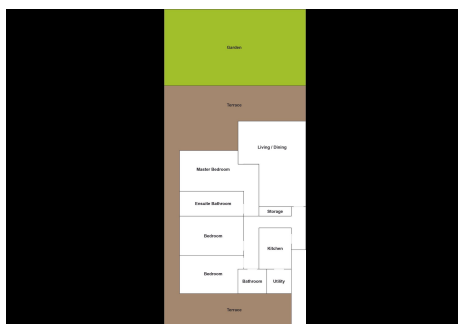 Garden
Terrace
Living / Dining
Master Bedroom
Ensuite Bathroom
Storage
Bedroom
Kitchen
Bedroom
Bathroom
Utility
Terrace